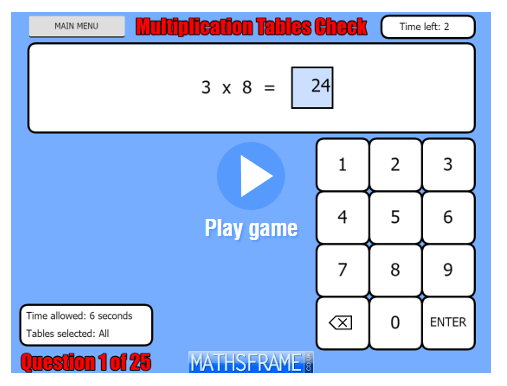 MAIN MENU
Multiplication Tables Check
Time left: 2
3 x 8 = 24
Play game
1 2 3
4 5 6
7 8 9
0 ENTER
Time allowed: 6 seconds
Tables selected: All
Question 1 of 25
MATHSFRAME